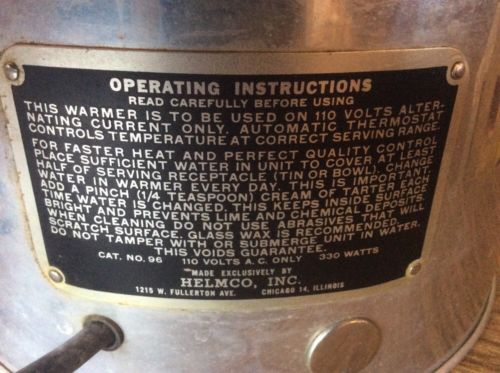 OPERATING INSTRUCTIONS
READ CAREFULLY BEFORE USING
THIS WARMER IS TO BE USED ON 110 VOLTS ALTER-
NATING CURRENT ONLY. AUTOMATIC THERMOSTAT
CONTROLS TEMPERATURE AT CORRECT SERVING RANGE
FOR FASTER HEAT AND PERFECT QUALITY CONTROL
PLACE SUFFICIENT WATER IN UNIT TO COVER AT LEAST
HALF OF SERVING RECEPTACLE (TIN OR BOWL). CHANGE
WATER IN WARMER EVERY DAY. THIS IS IMPORTANT.
ADD A PINCH (1/4 TEASPOON) CREAM OF TARTER EACH
TIME WATER IS CHANGED. THIS KEEPS INSIDE SURFACE
BRIGHT AND PREVENTS LIME AND CHEMICAL DEPOSITS.
WHEN CLEANING DO NOT USE ABRASIVES THAT WILL
SCRATCH SURFACE. GLASS WAX IS RECOMMENDED.
DO NOT TAMPER WITH OR SUBMERGE UNIT IN WATER.
THIS VOIDS GUARANTEE.
CAT. NO. 96 110 VOLTS A.C. ONLY 330 WATTS
MADE EXCLUSIVELY BY
HELMCO, INC.
1215 W. FULLERTON AVE. CHICAGO 14, ILLINOIS